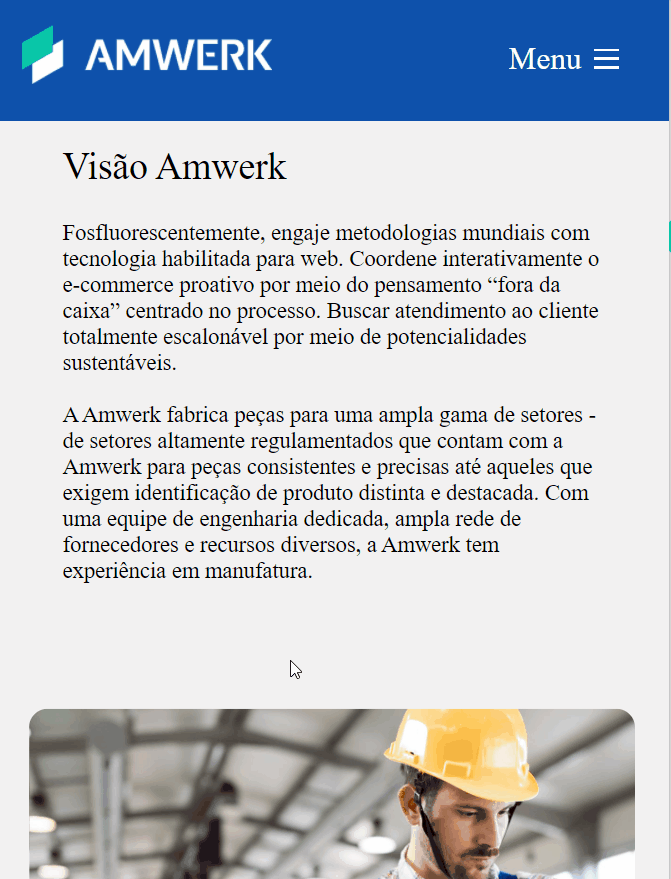 AMWERK
Menu
Visão Amwerk
Fosfluorescentemente, engaje metodologias mundiais com
tecnologia habilitada para web. Coordene interativamente o
e-commerce proativo por meio do pensamento “fora da
caixa” centrado no processo. Buscar atendimento ao cliente
totalmente escalonável por meio de potencialidades
sustentáveis.
A Amwerk fabrica peças para uma ampla gama de setores -
de setores altamente regulamentados que contam com a
Amwerk para peças consistentes e precisas até aqueles que
exigem identificação de produto distinta e destacada. Com
uma equipe de engenharia dedicada, ampla rede de
fornecedores e recursos diversos, a Amwerk tem
experiência em manufatura.